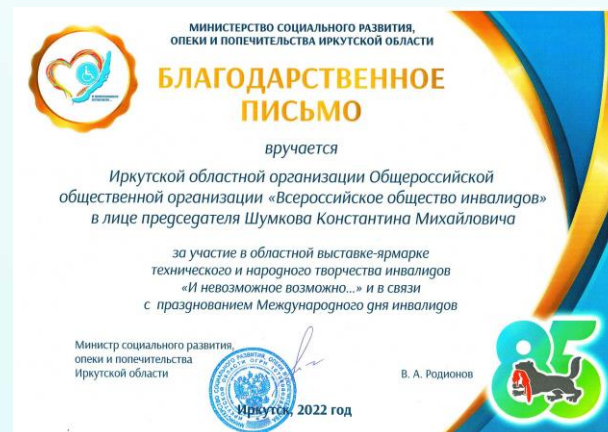 МИНИСТЕРСТВО СОЦИАЛЬНОГО РАЗВИТИЯ,
ОПЕКИ И ПОПЕЧИТЕЛЬСТВА ИРКУТСКОЙ ОБЛАСТИ
БЛАГОДАРСТВЕННОЕ
ПИСЬМО
вручается
Иркутской областной организации Общероссийской
общественной организации «Всероссийское общество инвалидов»
в лице председателя Шумкова Константина Михайловича
за участие в областной выставке-ярмарке
технического и народного творчества инвалидов
«И невозможное возможно...» и в связи
с празднованием Международного дня инвалидов
Министр социального развития,
опеки и попечительства
Иркутской области
В. А. Родионов
Иркутск, 2022 год
85